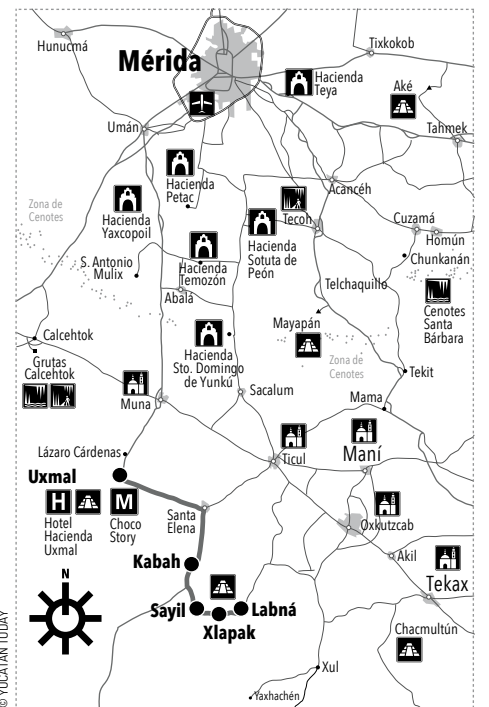 Hunucmá
Tixkokob
Mérida
Hacienda
Teya
Aké
Umán
Tahmek
Hacienda
Petac
Acancéh
Zona de
Cenotes
Hacienda
Yaxcopoil
Tecoh
Hacienda
Sotuta de
Peón
Cuzamá
Homún
Chunkanán
S. Antonio
Mulix
Hacienda
Temozón
Telchaquillo
Abalá
Cenotes
Santa
Bárbara
Mayapán
Calcehtok
Grutas
Calcehtok
Hacienda
Sto. Domingo
de Yunkú
Zona de
Cenotes
Tekit
Muna
Sacalum
Mama
Lázaro Cárdenas
Ticul
Maní
Uxmal
H
M
Hotel
Hacienda
Uxmal
Choco
Story
Santa
Elena
Oxkutzcab
Kabah
Akil
Tekax
N
Sayil
Labná
Xlapak
Chacmultún
Xul
Yaxhachén
© YUCATÁN TODAY